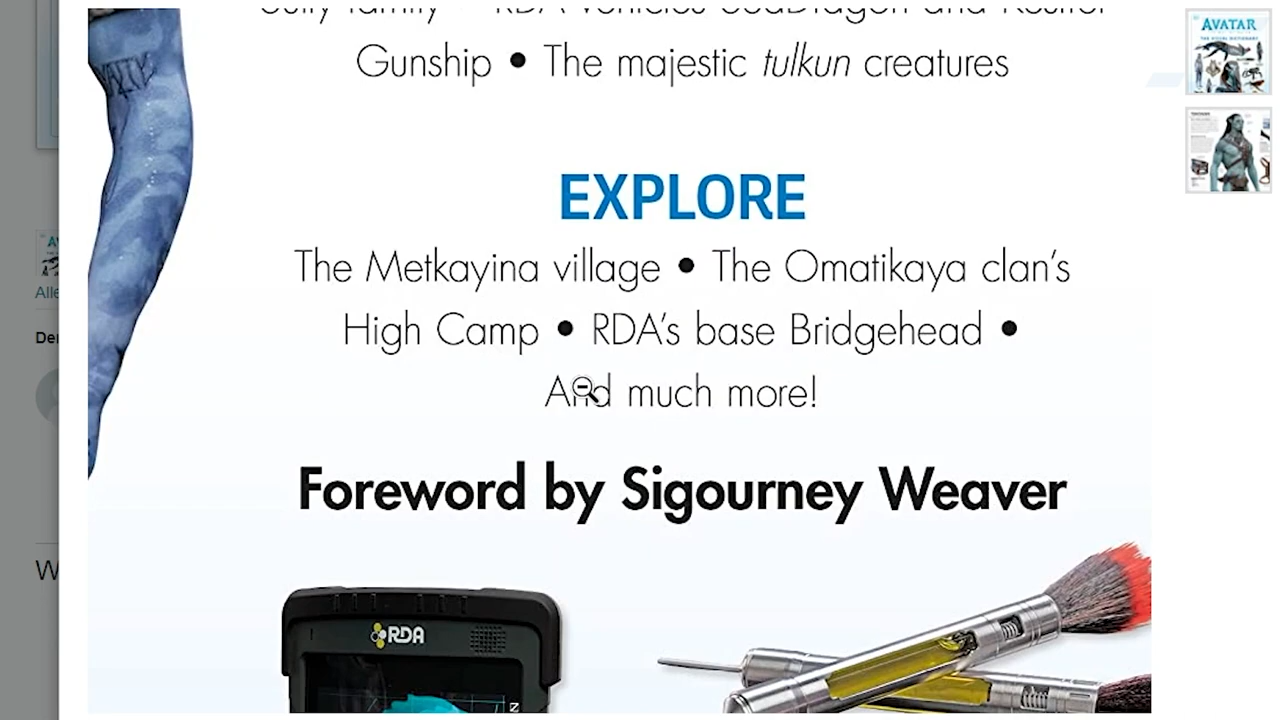 Gunship • The majestic tulkun creatures
EXPLORE
The Metkayina village • The Omatikaya clan's
High Camp • RDA's base Bridgehead •
And much more!
Foreword by Sigourney Weaver
RDA
AVATAR